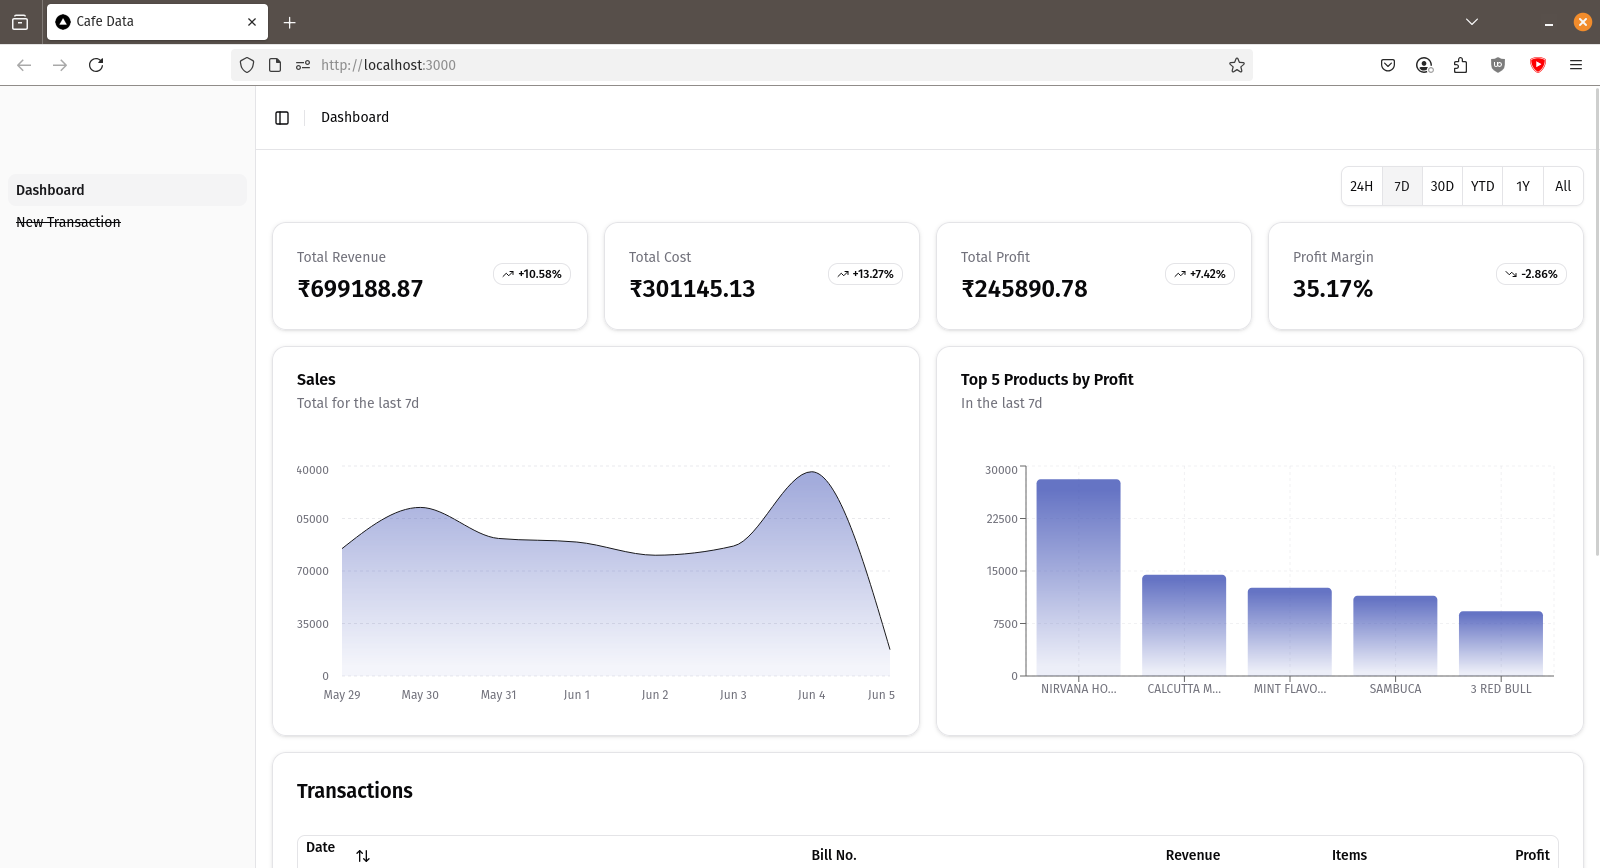 Cafe Data
http://localhost:3000
Dashboard
Dashboard
New Transaction
24H 7D 30D YTD 1Y All
Total Revenue
₹699188.87
+10.58%
Total Cost
₹301145.13
+13.27%
Total Profit
₹245890.78
+7.42%
Profit Margin
35.17%
-2.86%
Sales
Total for the last 7d
40000
05000
70000
35000
0
May 29 May 30 May 31 Jun 1 Jun 2 Jun 3 Jun 4 Jun 5
Top 5 Products by Profit
In the last 7d
30000
22500
15000
7500
0
NIRVANA HO... CALCUTTA M... MINT FLAVO... SAMBUCA 3 RED BULL
Transactions
Date Bill No. Revenue Items Profit